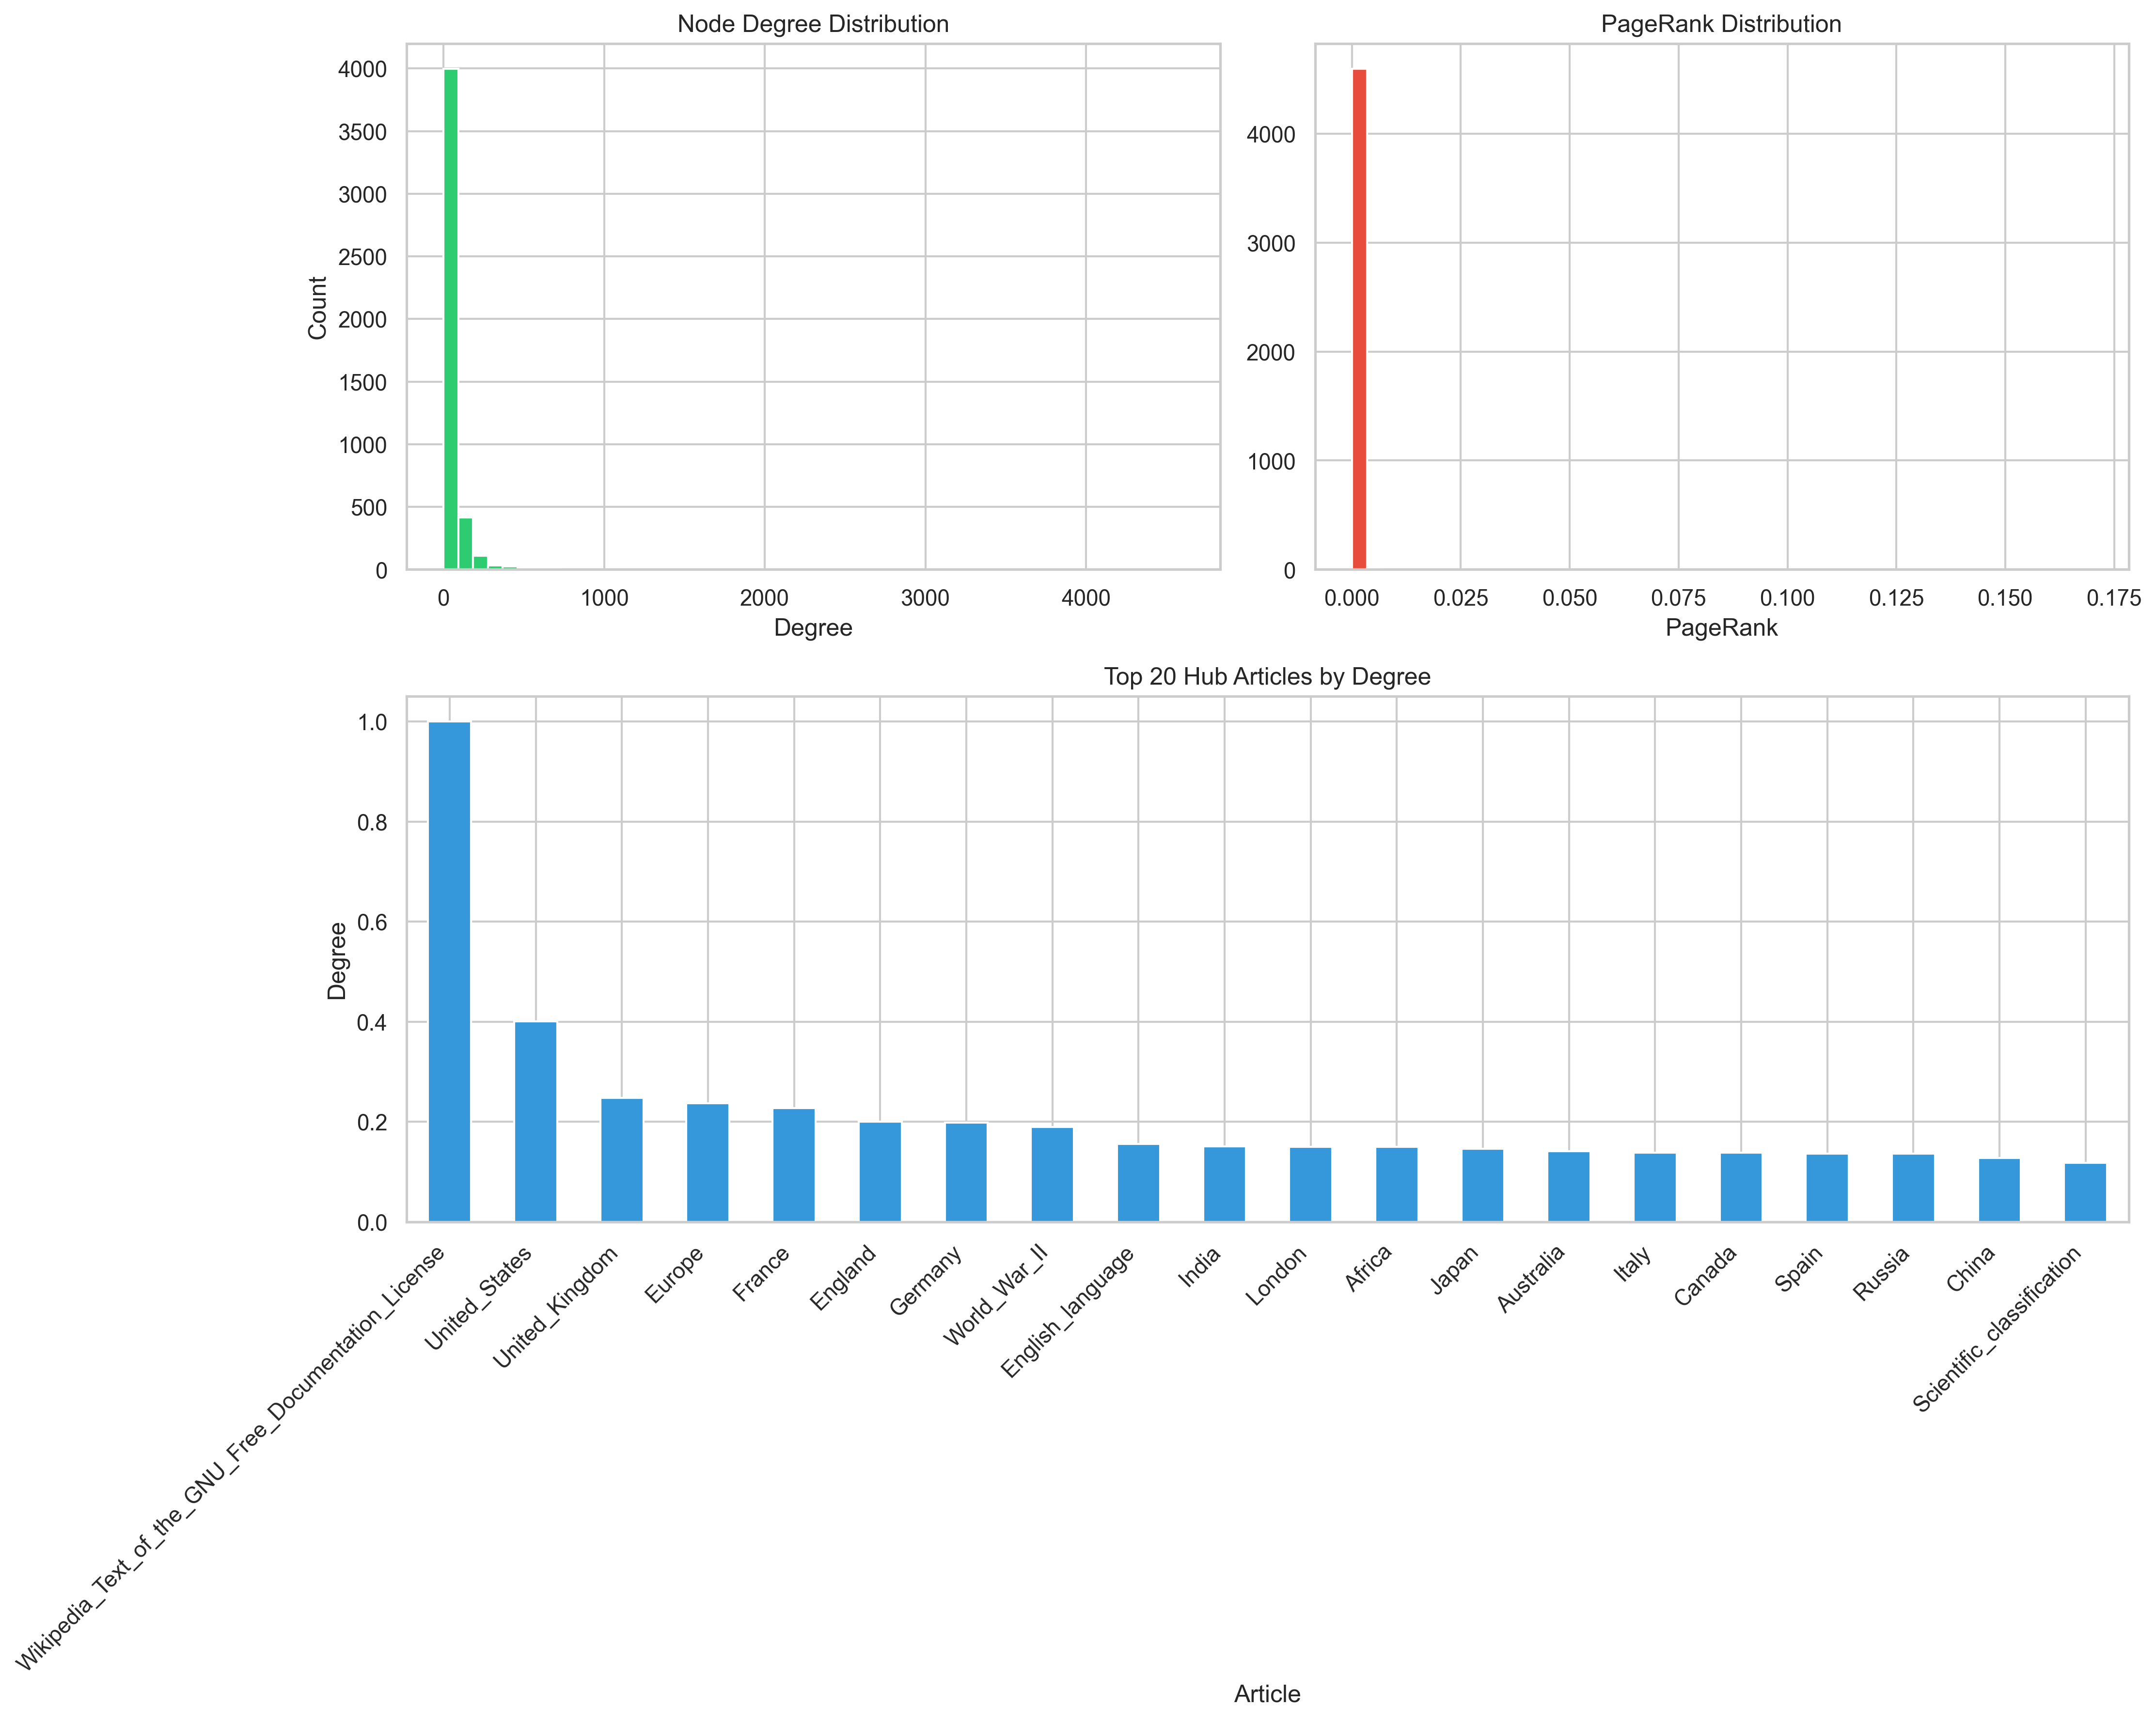 Node Degree Distribution
4000
3500
3000
2500
2000
1500
1000
500
0
Count
0 1000 2000 3000 4000
Degree
PageRank Distribution
4000
3000
2000
1000
0
0.000 0.025 0.050 0.075 0.100 0.125 0.150 0.175
PageRank
Top 20 Hub Articles by Degree
1.0
0.8
0.6
0.4
0.2
0.0
Degree
Wikipedia_Text_of_the_GNU_Free_Documentation_License
United_States
United_Kingdom
Europe
France
England
Germany
World_War_II
English_language
India
London
Africa
Japan
Australia
Italy
Canada
Spain
Russia
China
Scientific_classification
Article